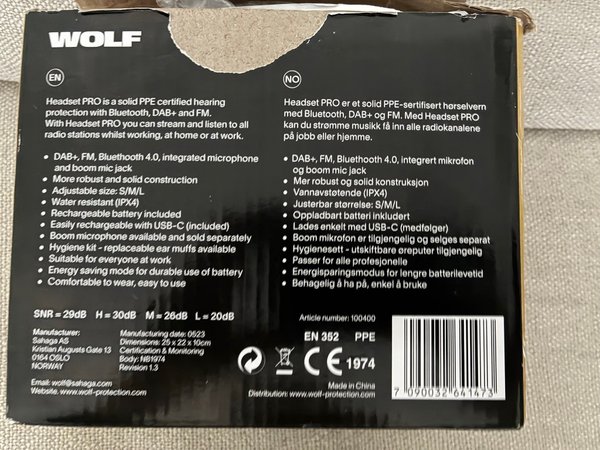 WOLF
EN
Headset PRO is a solid PPE certified hearing
protection with Bluetooth, DAB+ and FM.
With Headset PRO you can stream and listen to all
radio stations whilst working, at home or at work.
• DAB+, FM, Bluethooth 4.0, integrated microphone
and boom mic jack
• More robust and solid construction
• Adjustable size: S/M/L
• Water resistant (IPX4)
• Rechargeable battery included
• Easily rechargeable with USB-C (included)
• Boom microphone available and sold separately
• Hygiene kit - replaceable ear muffs available
• Suitable for everyone at work
• Energy saving mode for durable use of battery
• Comfortable to wear, easy to use
SNR = 29dB H = 30dB M = 26dB L = 20dB
Manufacturer:
Sahaga AS
Kristian Augusts Gate 13
0164 OSLO
NORWAY
Email: wolf@sahaga.com
Website: www.wolf-protection.com
Manufacturing date: 0523
Dimensions: 25 x 22 x 10cm
Certification & Monitoring
Body: NB1974
Revision 1.3
NO
Headset PRO er et solid PPE-sertifisert hørselvern
med Bluetooth, DAB+ og FM. Med Headset PRO
kan du strømme musikk få inn alle radiokanalene
på jobb eller hjemme.
• DAB+, FM, Bluethooth 4.0, integrert mikrofon
og boom mic jack
• Mer robust og solid konstruksjon
• Vannavstøtende (IPX4)
• Justerbar størrelse: S/M/L
• Oppladbart batteri inkludert
• Lades enkelt med USB-C (medfølger)
• Boom mikrofon er tilgjengelig og selges separat
• Hygienesett - utskiftbare øreputer tilgjengelig
• Passer for alle profesjonelle
• Energisparingsmodus for lengre batterilevetid
• Behagelig å ha på, enkel å bruke
Article number: 100400
EN 352 PPE
CE 1974
Made in China
Distribution: www.wolf-protection.com
7 090032 641473